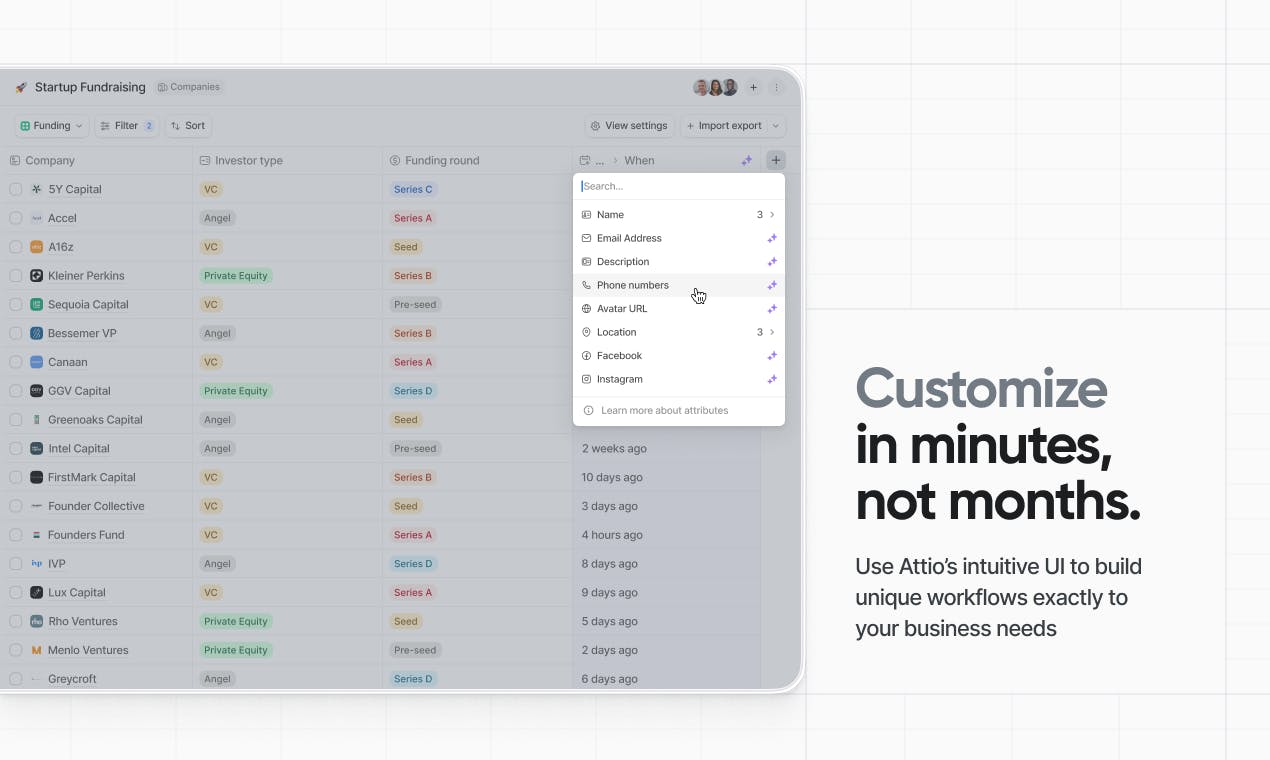 Startup Fundraising Companies
Funding Filter 2 Sort View settings Import export
Company Investor type Funding round ... > When
5Y Capital VC Series C
Accel Angel Series A
A16z VC Seed
Kleiner Perkins Private Equity Series B
Sequoia Capital VC Pre-seed
Bessemer VP Angel Series B
Canaan VC Series A
GGV Capital Private Equity Series D
Greenoaks Capital Angel Seed
Intel Capital Angel Pre-seed 2 weeks ago
FirstMark Capital VC Series B 10 days ago
Founder Collective VC Seed 3 days ago
Founders Fund VC Series A 4 hours ago
IVP Angel Series D 8 days ago
Lux Capital VC Series A 9 days ago
Rho Ventures Private Equity Seed 5 days ago
Menlo Ventures Private Equity Pre-seed 2 days ago
Greycroft Angel Series D 6 days ago
Search...
Name 3
Email Address
Description
Phone numbers
Avatar URL
Location 3
Facebook
Instagram
Learn more about attributes
Customize
in minutes,
not months.
Use Attio’s intuitive UI to build
unique workflows exactly to
your business needs